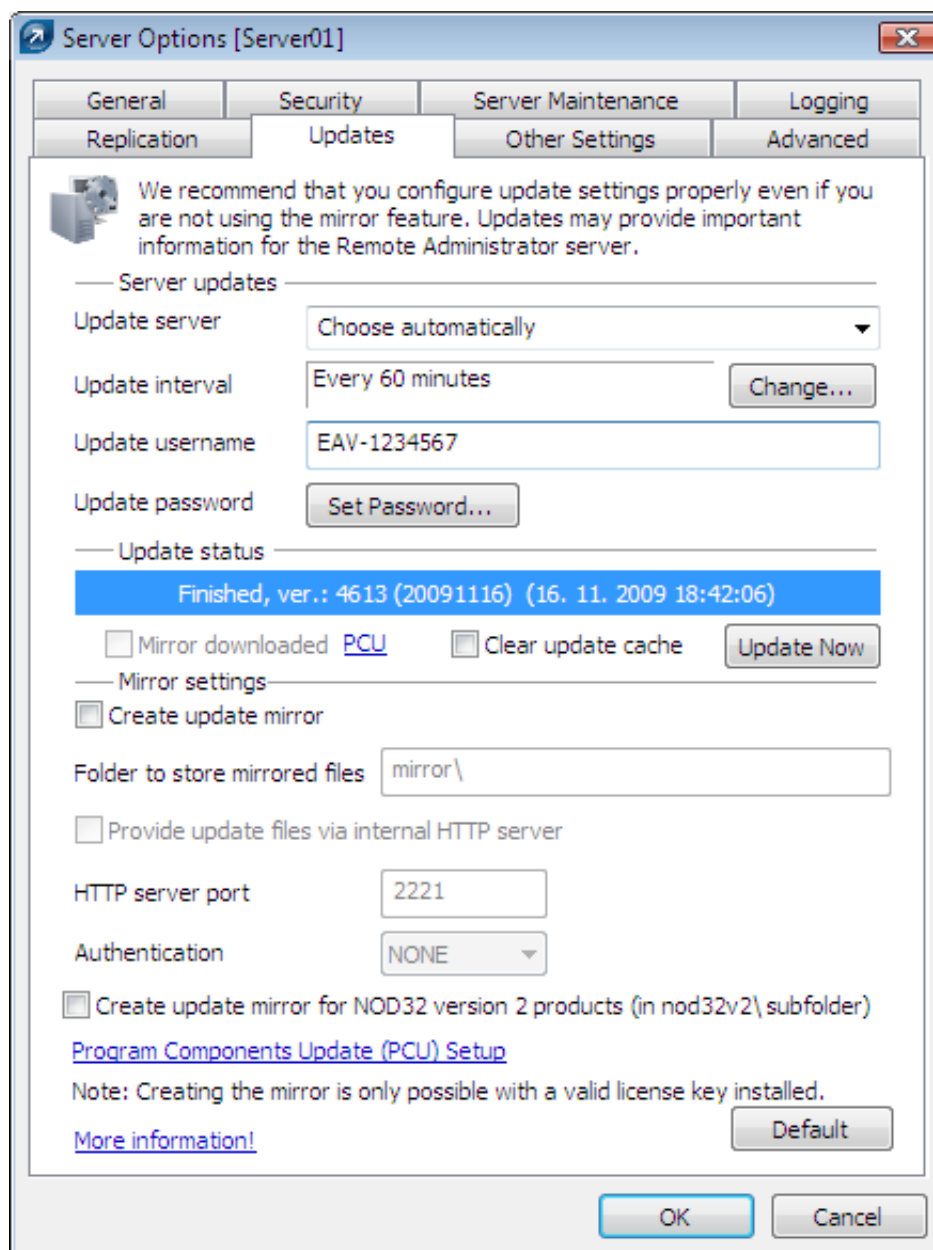 Server Options [Server01]
General Security Server Maintenance Logging
Replication Updates Other Settings Advanced
We recommend that you configure update settings properly even if you
are not using the mirror feature. Updates may provide important
information for the Remote Administrator server.
Server updates
Update server Choose automatically
Update interval Every 60 minutes Change...
Update username EAV-1234567
Update password Set Password...
Update status
Finished, ver.: 4613 (20091116) (16. 11. 2009 18:42:06)
Mirror downloaded PCU Clear update cache Update Now
Mirror settings
Create update mirror
Folder to store mirrored files mirror\
Provide update files via internal HTTP server
HTTP server port 2221
Authentication NONE
Create update mirror for NOD32 version 2 products (in nod32v2\ subfolder)
Program Components Update (PCU) Setup
Note: Creating the mirror is only possible with a valid license key installed.
More information! Default
OK Cancel